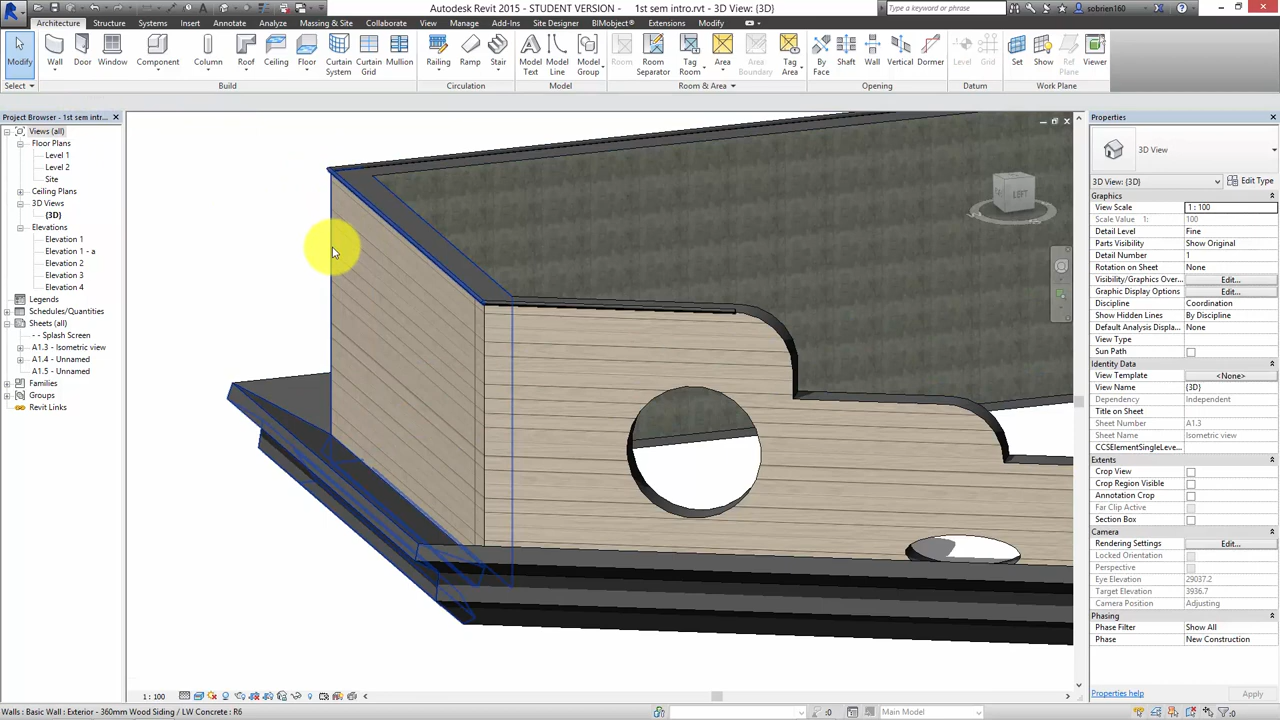 Autodesk Revit 2015 - STUDENT VERSION - 1st sem intro.rvt - 3D View: {3D}
Type a keyword or phrase
sobrien160
Architecture Structure Systems Insert Annotate Analyze Massing & Site Collaborate View Manage Add-Ins Site Designer BIMobject® Extensions Modify
Modify Wall Door Window Component Column Roof Ceiling Floor Curtain System Curtain Grid Mullion Railing Ramp Stair Model Text Model Line Model Group Room Room Separator Tag Room Area Area Boundary Tag Area By Face Shaft Wall Vertical Dormer Level Grid Set Show Ref Plane Viewer
Select Build Circulation Model Room & Area Opening Datum Work Plane
Project Browser - 1st sem intr...
Views (all)
Floor Plans
Level 1
Level 2
Site
Ceiling Plans
3D Views
{3D}
Elevations
Elevation 1
Elevation 1 - a
Elevation 2
Elevation 3
Elevation 4
Legends
Schedules/Quantities
Sheets (all)
- - Splash Screen
A1.3 - Isometric view
A1.4 - Unnamed
A1.5 - Unnamed
Families
Groups
Revit Links
LEFT
Properties
3D View
3D View: {3D} Edit Type
Graphics
View Scale 1 : 100
Scale Value 1: 100
Detail Level Fine
Parts Visibility Show Original
Detail Number 1
Rotation on Sheet None
Visibility/Graphics Over... Edit...
Graphic Display Options Edit...
Discipline Coordination
Show Hidden Lines By Discipline
Default Analysis Displa... None
View Type
Sun Path
Identity Data
View Template <None>
View Name {3D}
Dependency Independent
Title on Sheet
Sheet Number A1.3
Sheet Name Isometric view
CCSElementSingleLeve...
Extents
Crop View
Crop Region Visible
Annotation Crop
Far Clip Active
Section Box
Camera
Rendering Settings Edit...
Locked Orientation
Perspective
Eye Elevation 29037.2
Target Elevation 3936.7
Camera Position Adjusting
Phasing
Phase Filter Show All
Phase New Construction
Properties help Apply
1 : 100
Walls : Basic Wall : Exterior - 360mm Wood Siding / LW Concrete : R6
:0 Main Model :0